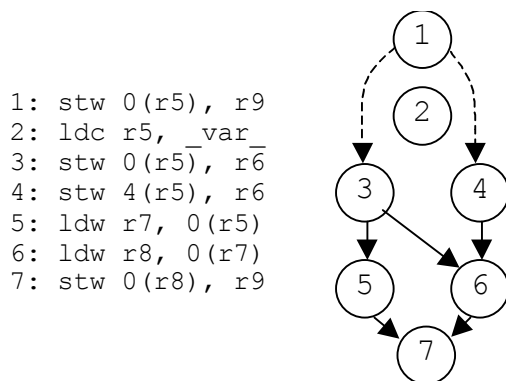 1: stw 0(r5), r9
2: ldc r5, _var_
3: stw 0(r5), r6
4: stw 4(r5), r6
5: ldw r7, 0(r5)
6: ldw r8, 0(r7)
7: stw 0(r8), r9
1
2
3 4
5 6
7